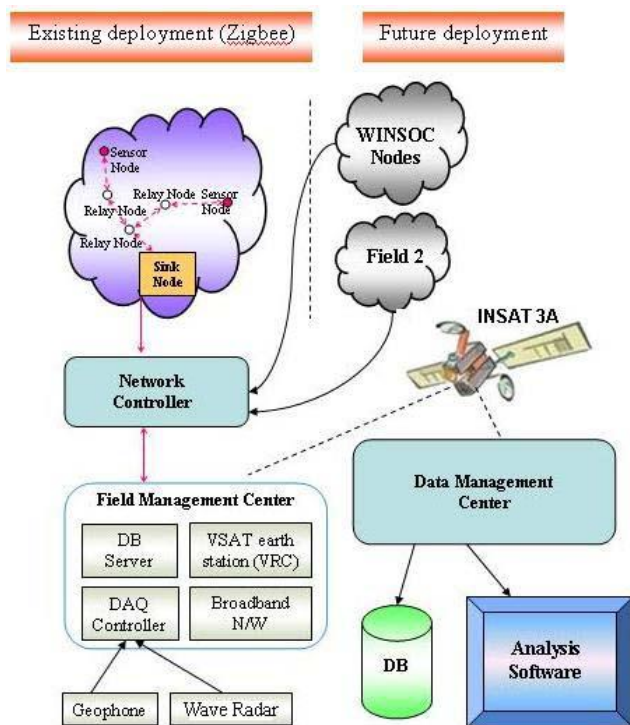 Existing deployment (Zigbee)
Future deployment
Sensor
Node
Relay Node
Sensor
Node
Relay Node
Relay Node
Sink
Node
WINSOC
Nodes
Field 2
INSAT 3A
Network
Controller
Field Management Center
DB
Server
VSAT earth
station (VRC)
DAQ
Controller
Broadband
N/W
Geophone
Wave Radar
Data Management
Center
DB
Analysis
Software